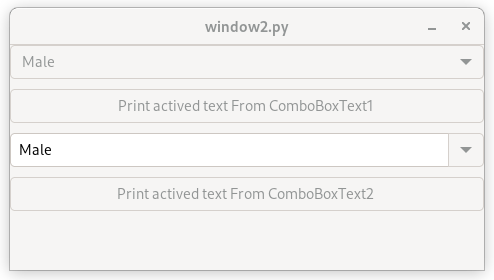 window2.py
Male
Print actived text From ComboBoxText1
Male
Print actived text From ComboBoxText2